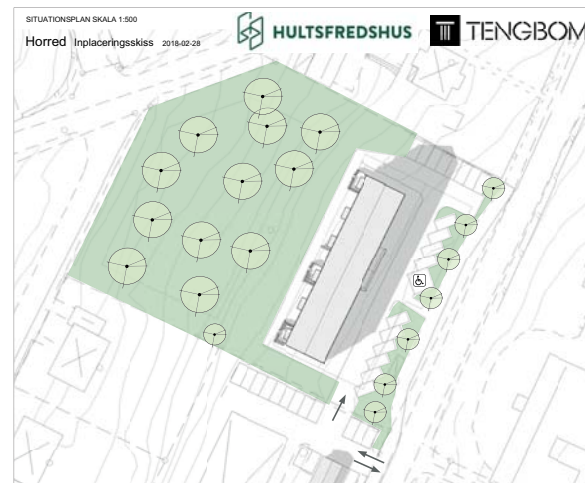 SITUATIONSPLAN SKALA 1:500
Horred Inplaceringsskiss 2018-02-28
HULTSFREDSHUS
TENGBOM